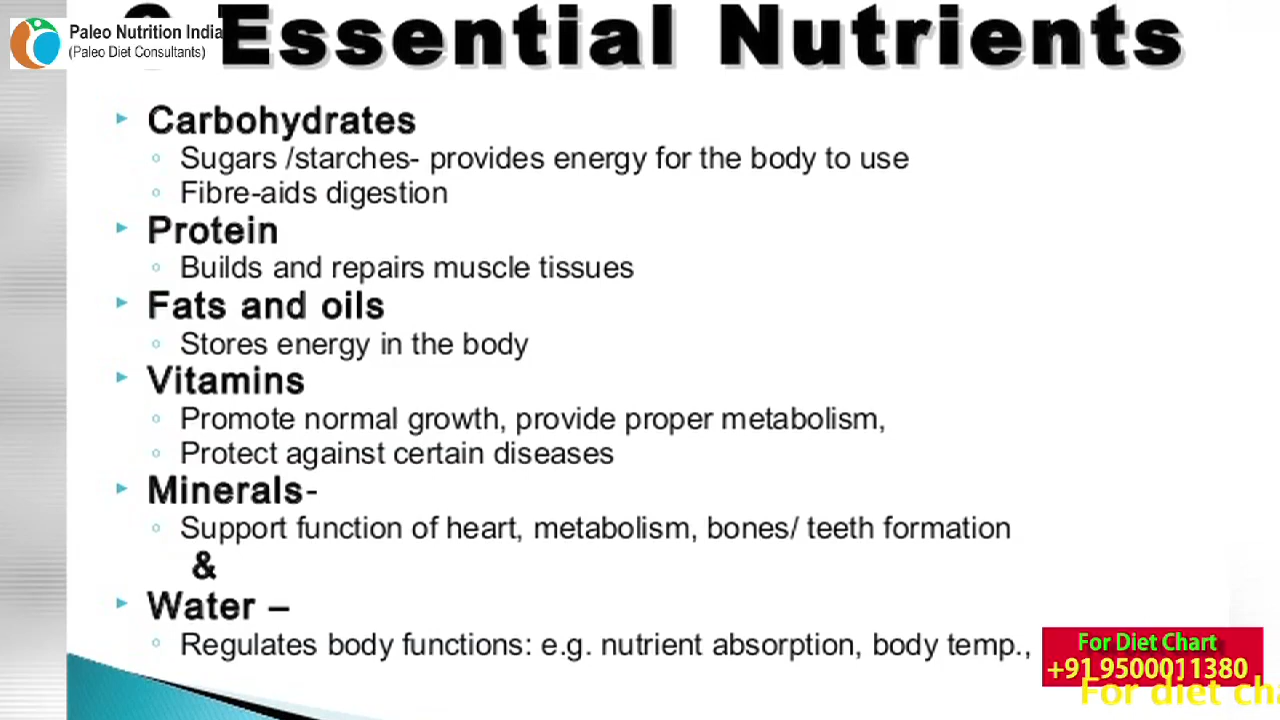 Paleo Nutrition India
(Paleo Diet Consultants)
Essential Nutrients
Carbohydrates
Sugars /starches- provides energy for the body to use
Fibre-aids digestion
Protein
Builds and repairs muscle tissues
Fats and oils
Stores energy in the body
Vitamins
Promote normal growth, provide proper metabolism,
Protect against certain diseases
Minerals-
Support function of heart, metabolism, bones/ teeth formation
&
Water –
Regulates body functions: e.g. nutrient absorption, body temp.,
For Diet Chart
+91 9500011380
For diet